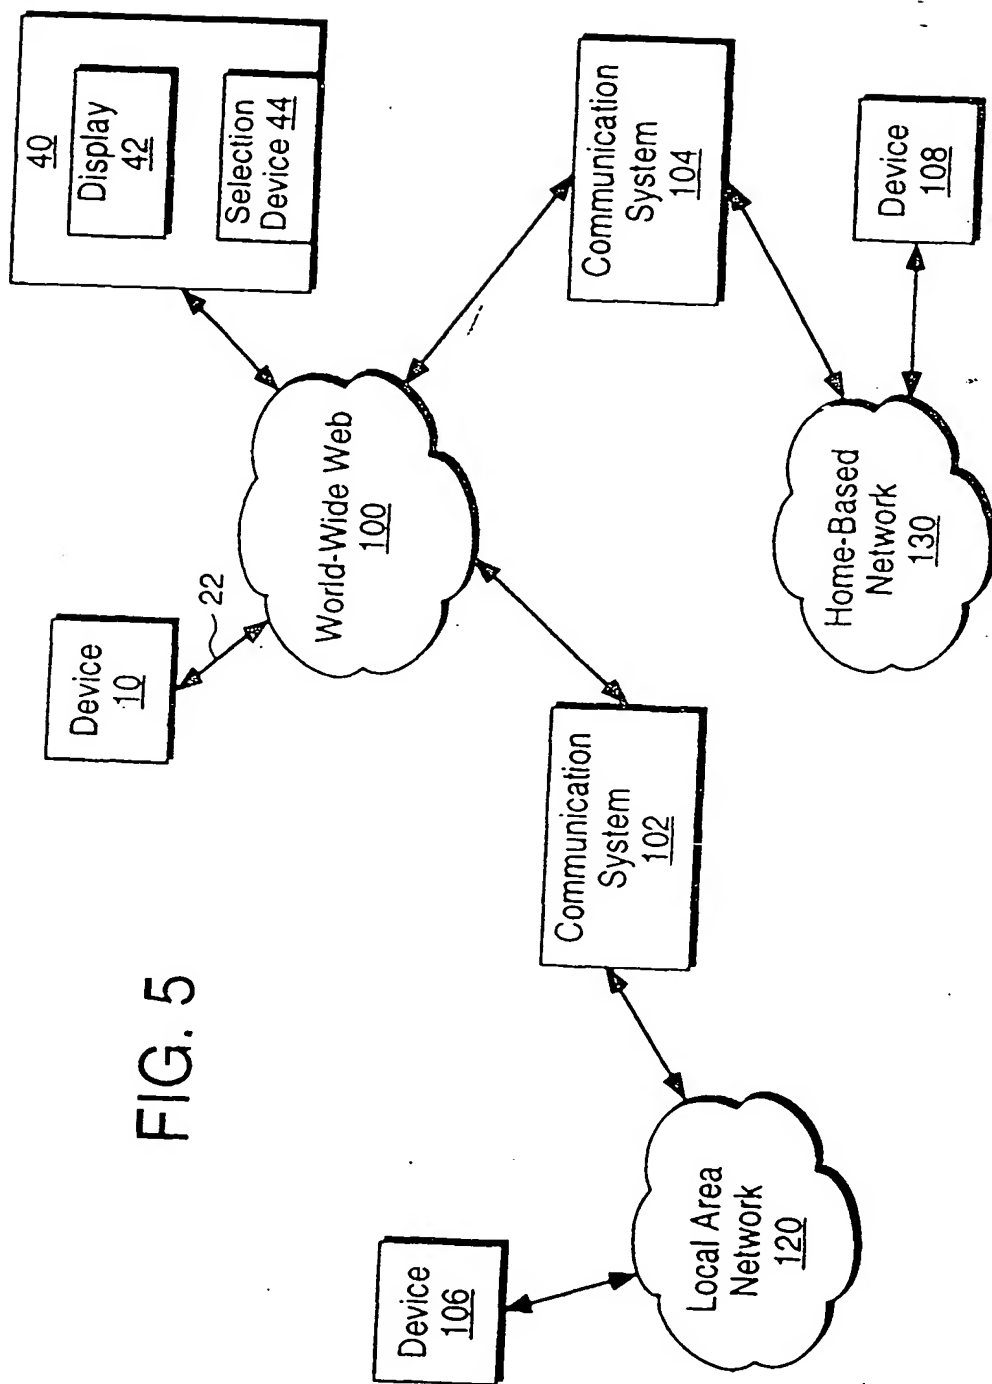 FIG. 5
Device
10
22
40
Display
42
Selection
Device 44
World-Wide Web
100
Communication
System
102
Communication
System
104
Device
106
Local Area
Network
120
Home-Based
Network
130
Device
108